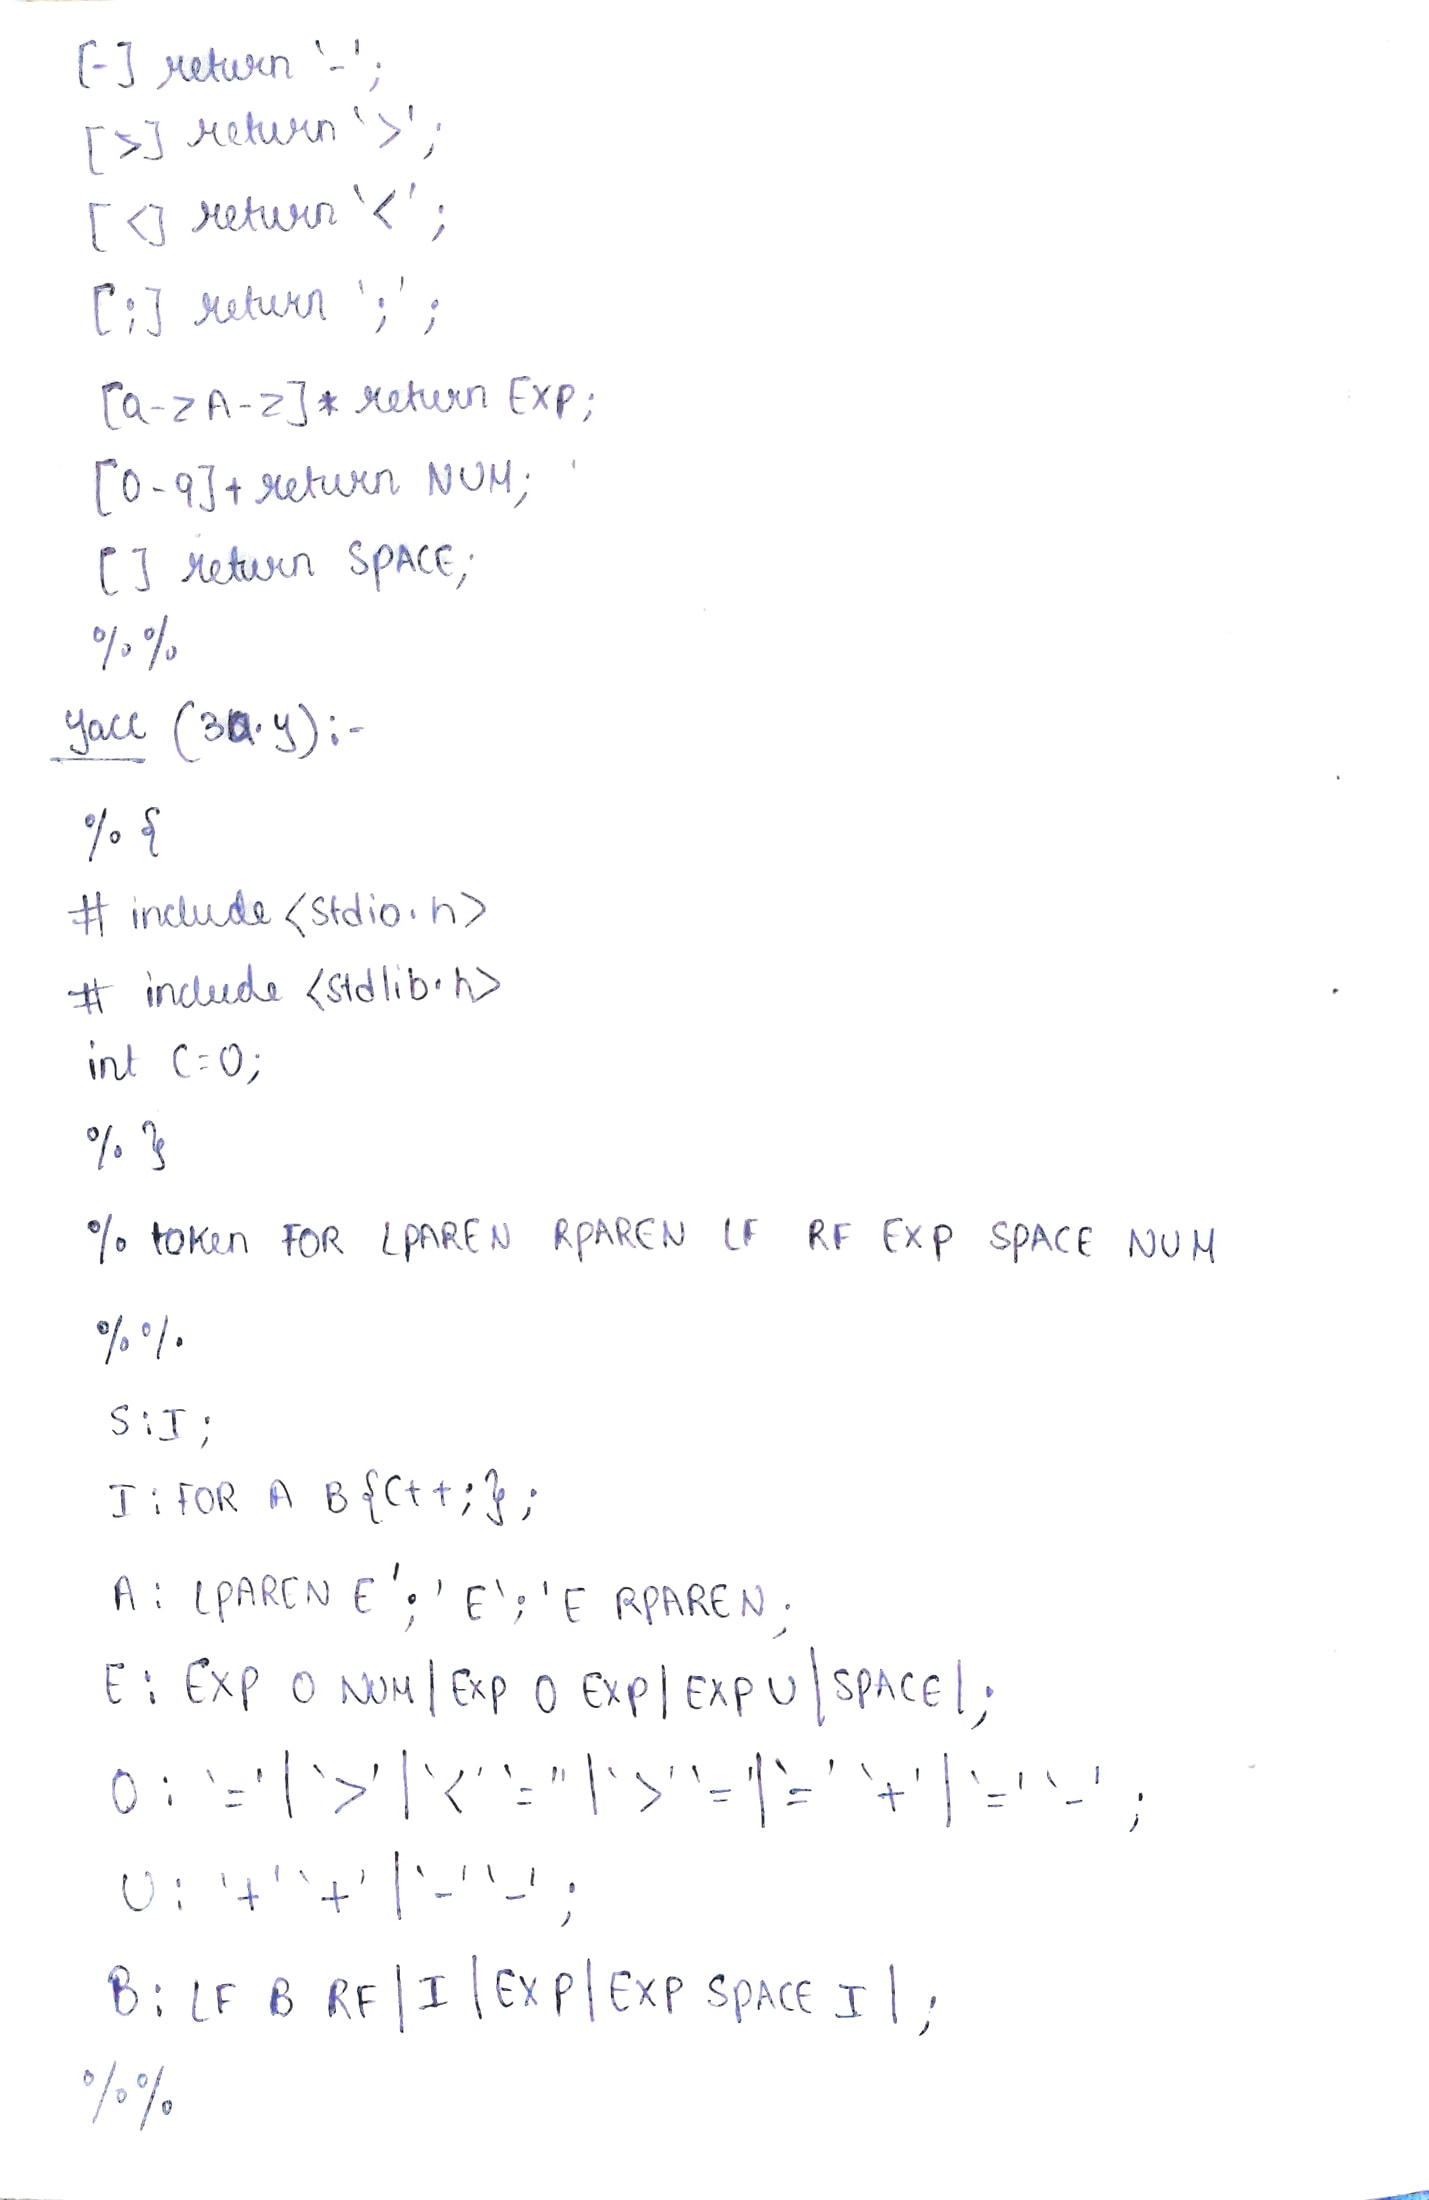 [-] return '-';
[>] return '>';
[<] return '<';
[;] return ';';
[a-zA-Z]* return EXP;
[0-9]+ return NUM;
[ ] return SPACE;
%%
Yacc (3a.y):-
%{
# include <stdio.h>
# include <stdlib.h>
int C=0;
%}
% token FOR LPAREN RPAREN LF RF EXP SPACE NUM
%%
S:I;
I:FOR A B{C++;};
A: LPAREN E';'E';'E RPAREN;
E: EXP O NUM|EXP O EXP|EXP U|SPACE|;
O: '='|'>'|'<''=''|'>''='|'=''+'|'=''-';
U: '+''+'|'-''-';
B: LF B RF|I|EXP|EXP SPACE I|;
%%